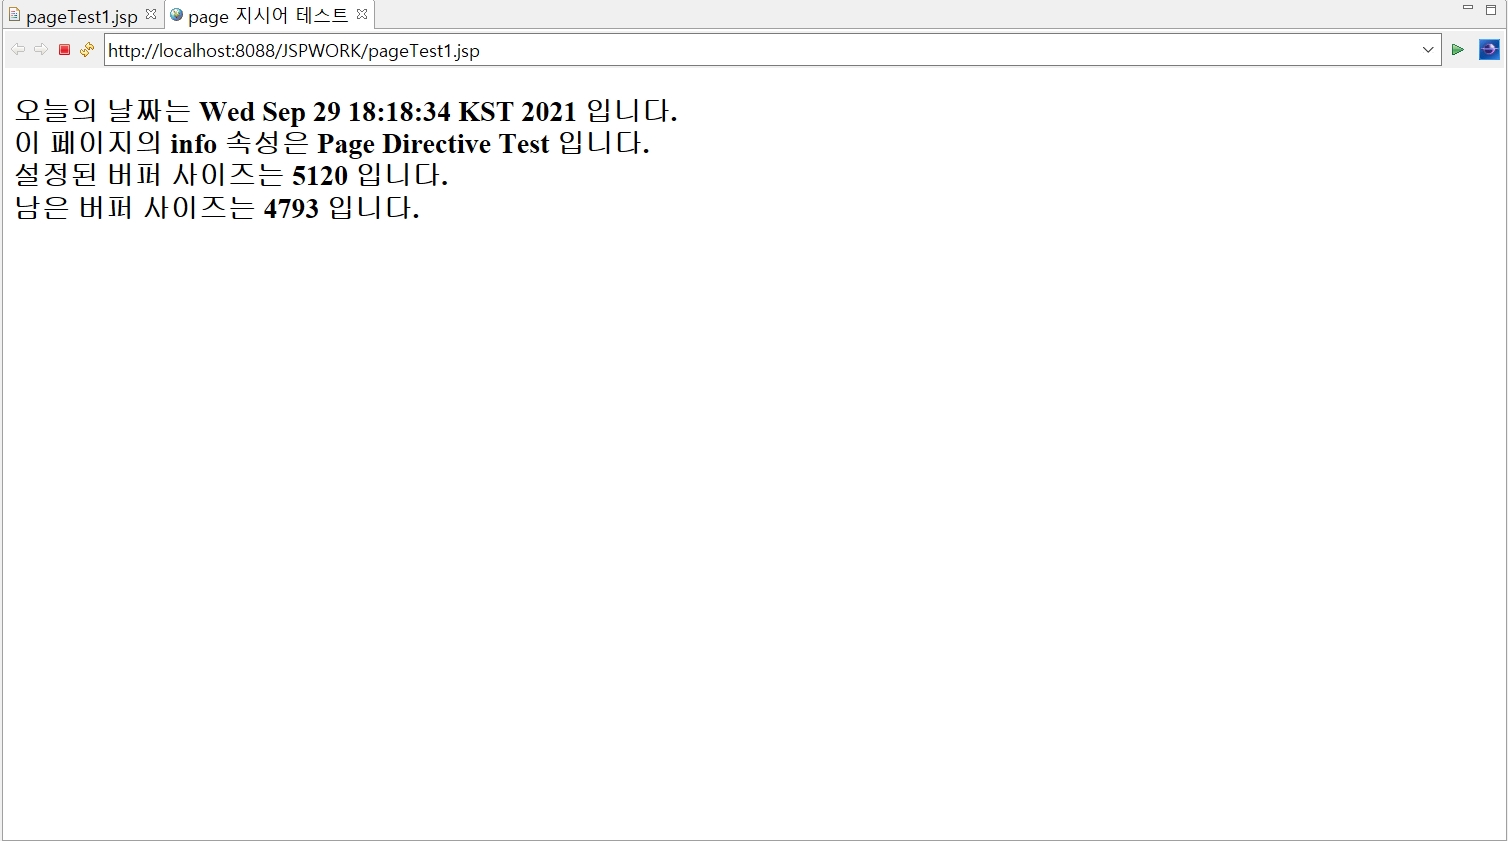 pageTest1.jsp
page 지시어 테스트
http://localhost:8088/JSPWORK/pageTest1.jsp
오늘의 날짜는 Wed Sep 29 18:18:34 KST 2021 입니다.
이 페이지의 info 속성은 Page Directive Test 입니다.
설정된 버퍼 사이즈는 5120 입니다.
남은 버퍼 사이즈는 4793 입니다.